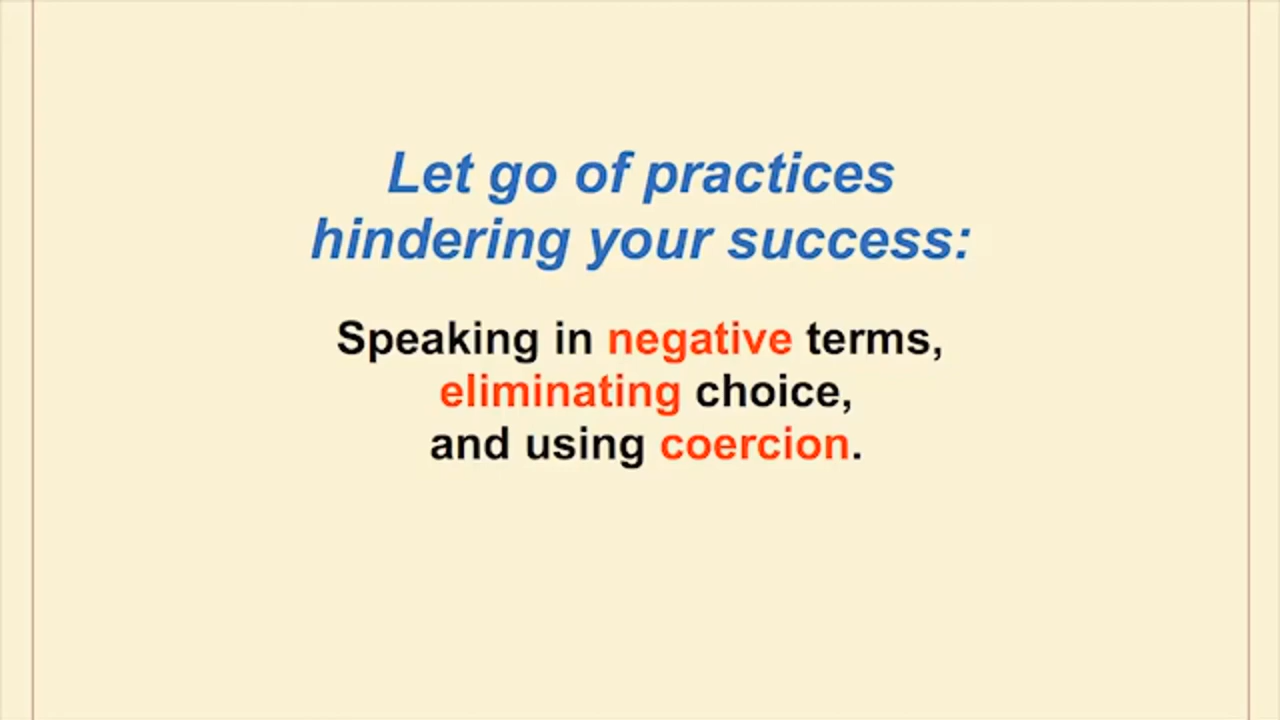 Let go of practices
hindering your success:
Speaking in negative terms,
eliminating choice,
and using coercion.